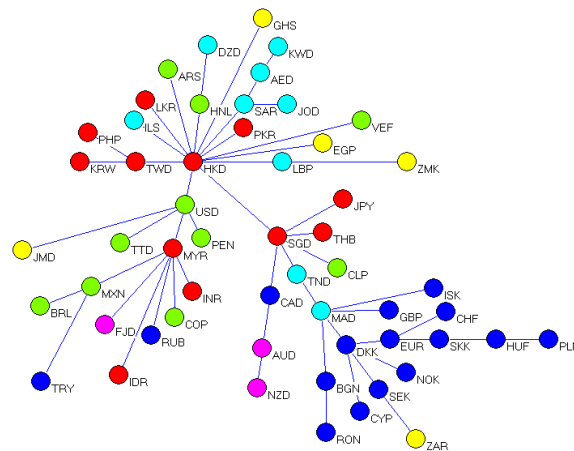 GHS
DZD
KWD
ARS
AED
LKR
HNL
SAR
JOD
ILS
PKR
VEF
PHP
EGP
KRW
TWD
HKD
LBP
ZMK
JPY
USD
THB
TTD
PEN
SGD
JMD
MYR
CLP
TND
MXN
INR
CAD
ISK
BRL
FJD
COP
MAD
GBP
CHF
RUB
AUD
DKK
EUR
SKK
HUF
PLN
TRY
IDR
NZD
BGN
NOK
SEK
CYP
RON
ZAR